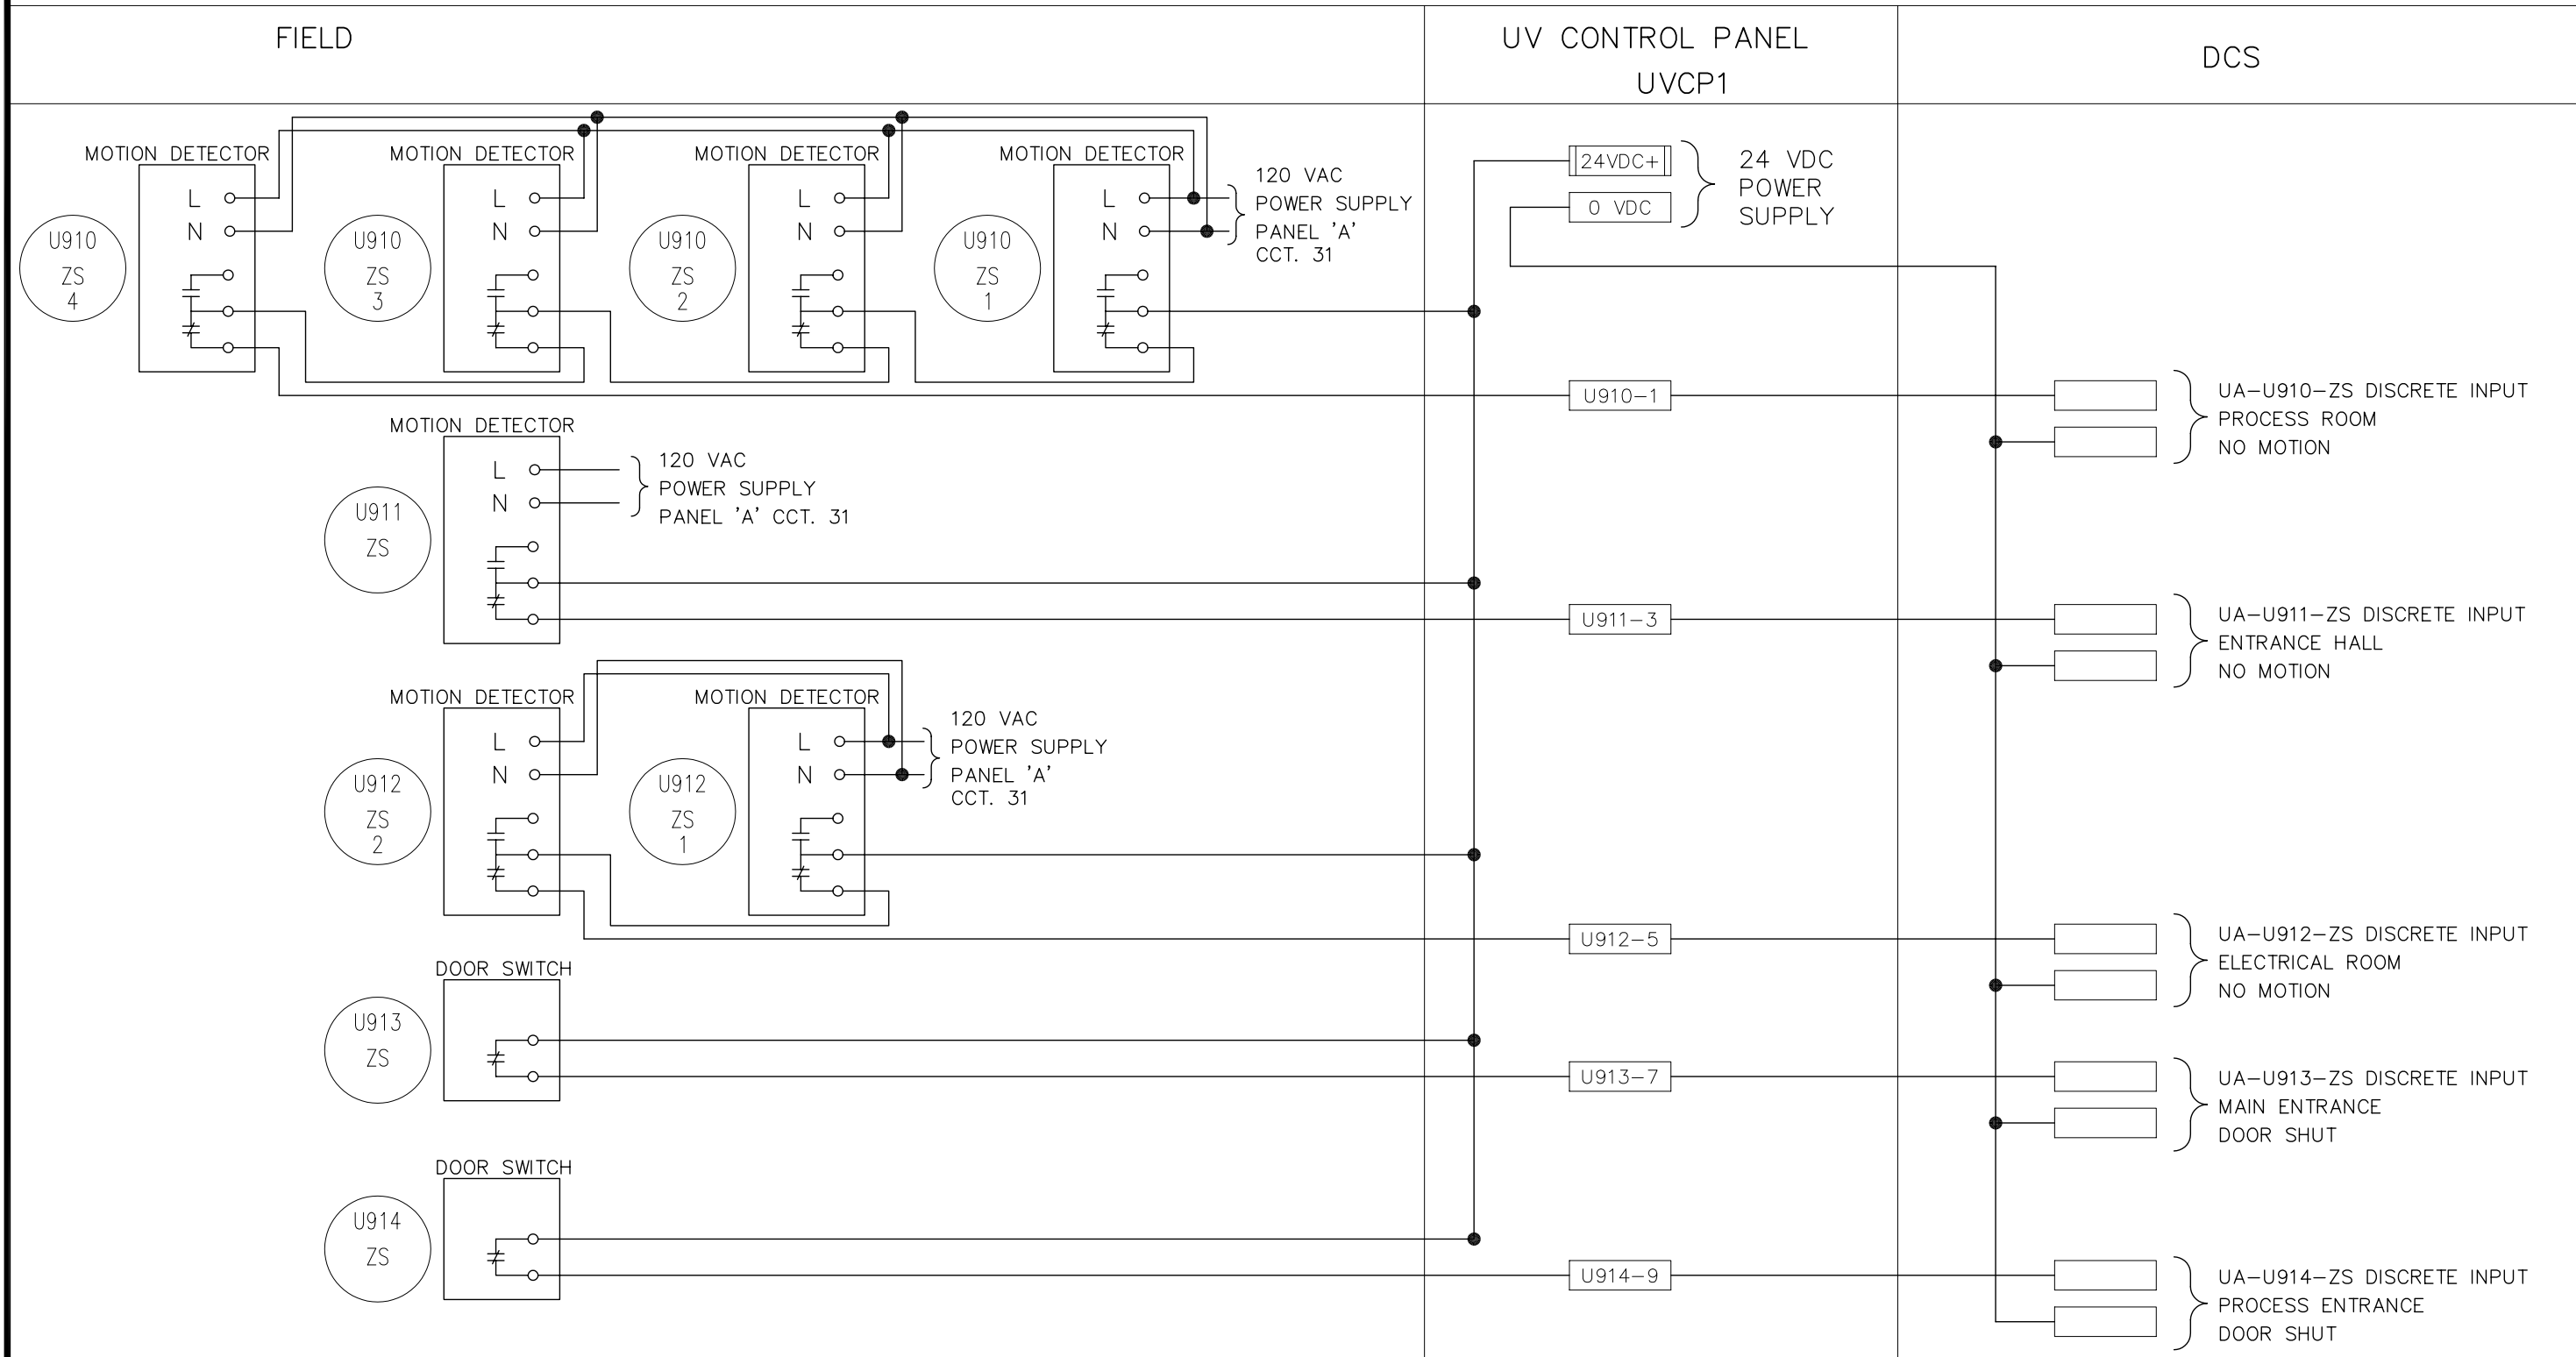 FIELD
UV CONTROL PANEL
UVCP1
DCS
MOTION DETECTOR
L
N
U910
ZS
4
MOTION DETECTOR
L
N
U910
ZS
3
MOTION DETECTOR
L
N
U910
ZS
2
MOTION DETECTOR
L
N
U910
ZS
1
120 VAC
POWER SUPPLY
PANEL 'A'
CCT. 31
24VDC+
0 VDC
24 VDC
POWER
SUPPLY
U910-1
UA-U910-ZS DISCRETE INPUT
PROCESS ROOM
NO MOTION
MOTION DETECTOR
L
N
U911
ZS
120 VAC
POWER SUPPLY
PANEL 'A' CCT. 31
U911-3
UA-U911-ZS DISCRETE INPUT
ENTRANCE HALL
NO MOTION
MOTION DETECTOR
L
N
U912
ZS
2
MOTION DETECTOR
L
N
U912
ZS
1
120 VAC
POWER SUPPLY
PANEL 'A'
CCT. 31
U912-5
UA-U912-ZS DISCRETE INPUT
ELECTRICAL ROOM
NO MOTION
DOOR SWITCH
U913
ZS
U913-7
UA-U913-ZS DISCRETE INPUT
MAIN ENTRANCE
DOOR SHUT
DOOR SWITCH
U914
ZS
U914-9
UA-U914-ZS DISCRETE INPUT
PROCESS ENTRANCE
DOOR SHUT